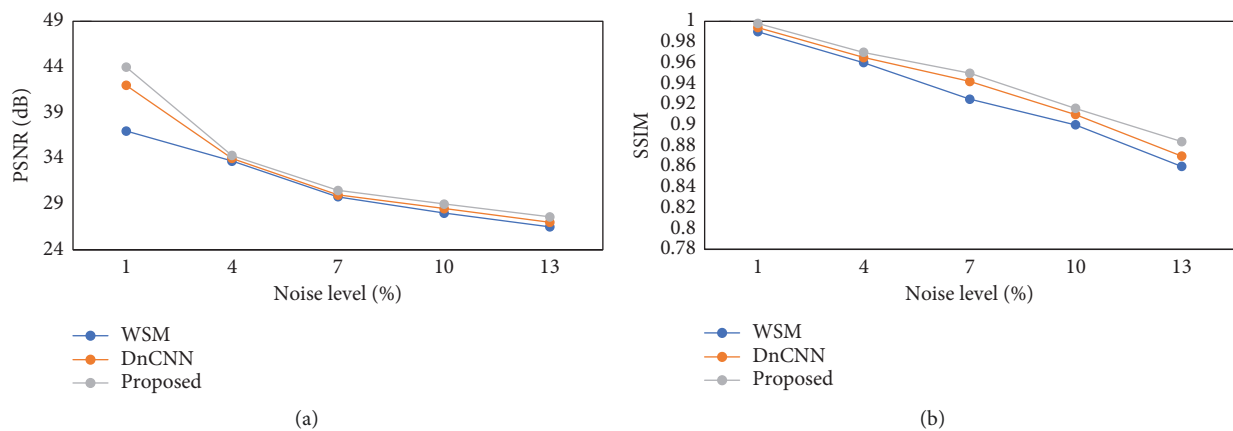 49
44
39
34
29
24
PSNR (dB)
1 4 7 10 13
Noise level (%)
WSM
DnCNN
Proposed
(a)
1
0.98
0.96
0.94
0.92
0.9
0.88
0.86
0.84
0.82
0.8
0.78
SSIM
1 4 7 10 13
Noise level (%)
WSM
DnCNN
Proposed
(b)